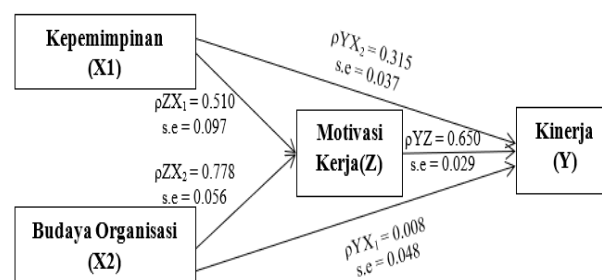 Kepemimpinan
(X1)
ρYX₂ = 0.315
s.e = 0.037
ρZX₁ = 0.510
s.e = 0.097
Motivasi
Kerja(Z)
ρYZ = 0.650
s.e = 0.029
Kinerja
(Y)
ρZX₂ = 0.778
s.e = 0.056
Budaya Organisasi
(X2)
ρYX₁ = 0.008
s.e = 0.048